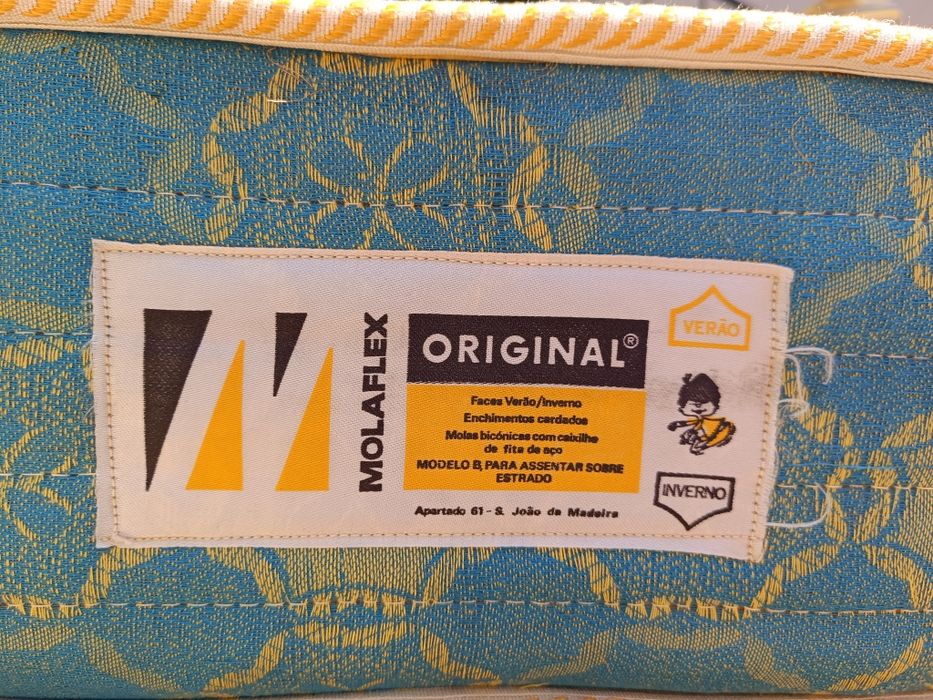 MOLAFLEX
ORIGINAL®
Faces Verão/Inverno
Enchimentos cardados
Molas bicónicas com caixilho
de fita de aço
MODELO B, PARA ASSENTAR SOBRE
ESTRADO
Apartado 61 - S. João da Madeira
VERÃO
INVERNO